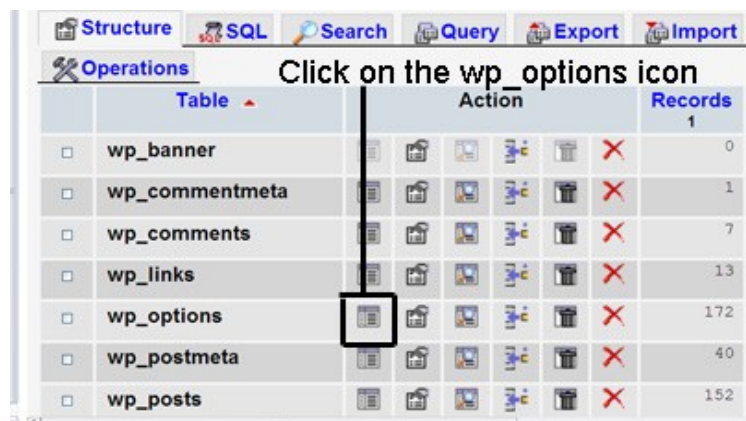 Structure SQL Search Query Export Import
Operations
Click on the wp_options icon
Table Action Records
1
wp_banner 0
wp_commentmeta 1
wp_comments 7
wp_links 13
wp_options 172
wp_postmeta 40
wp_posts 152